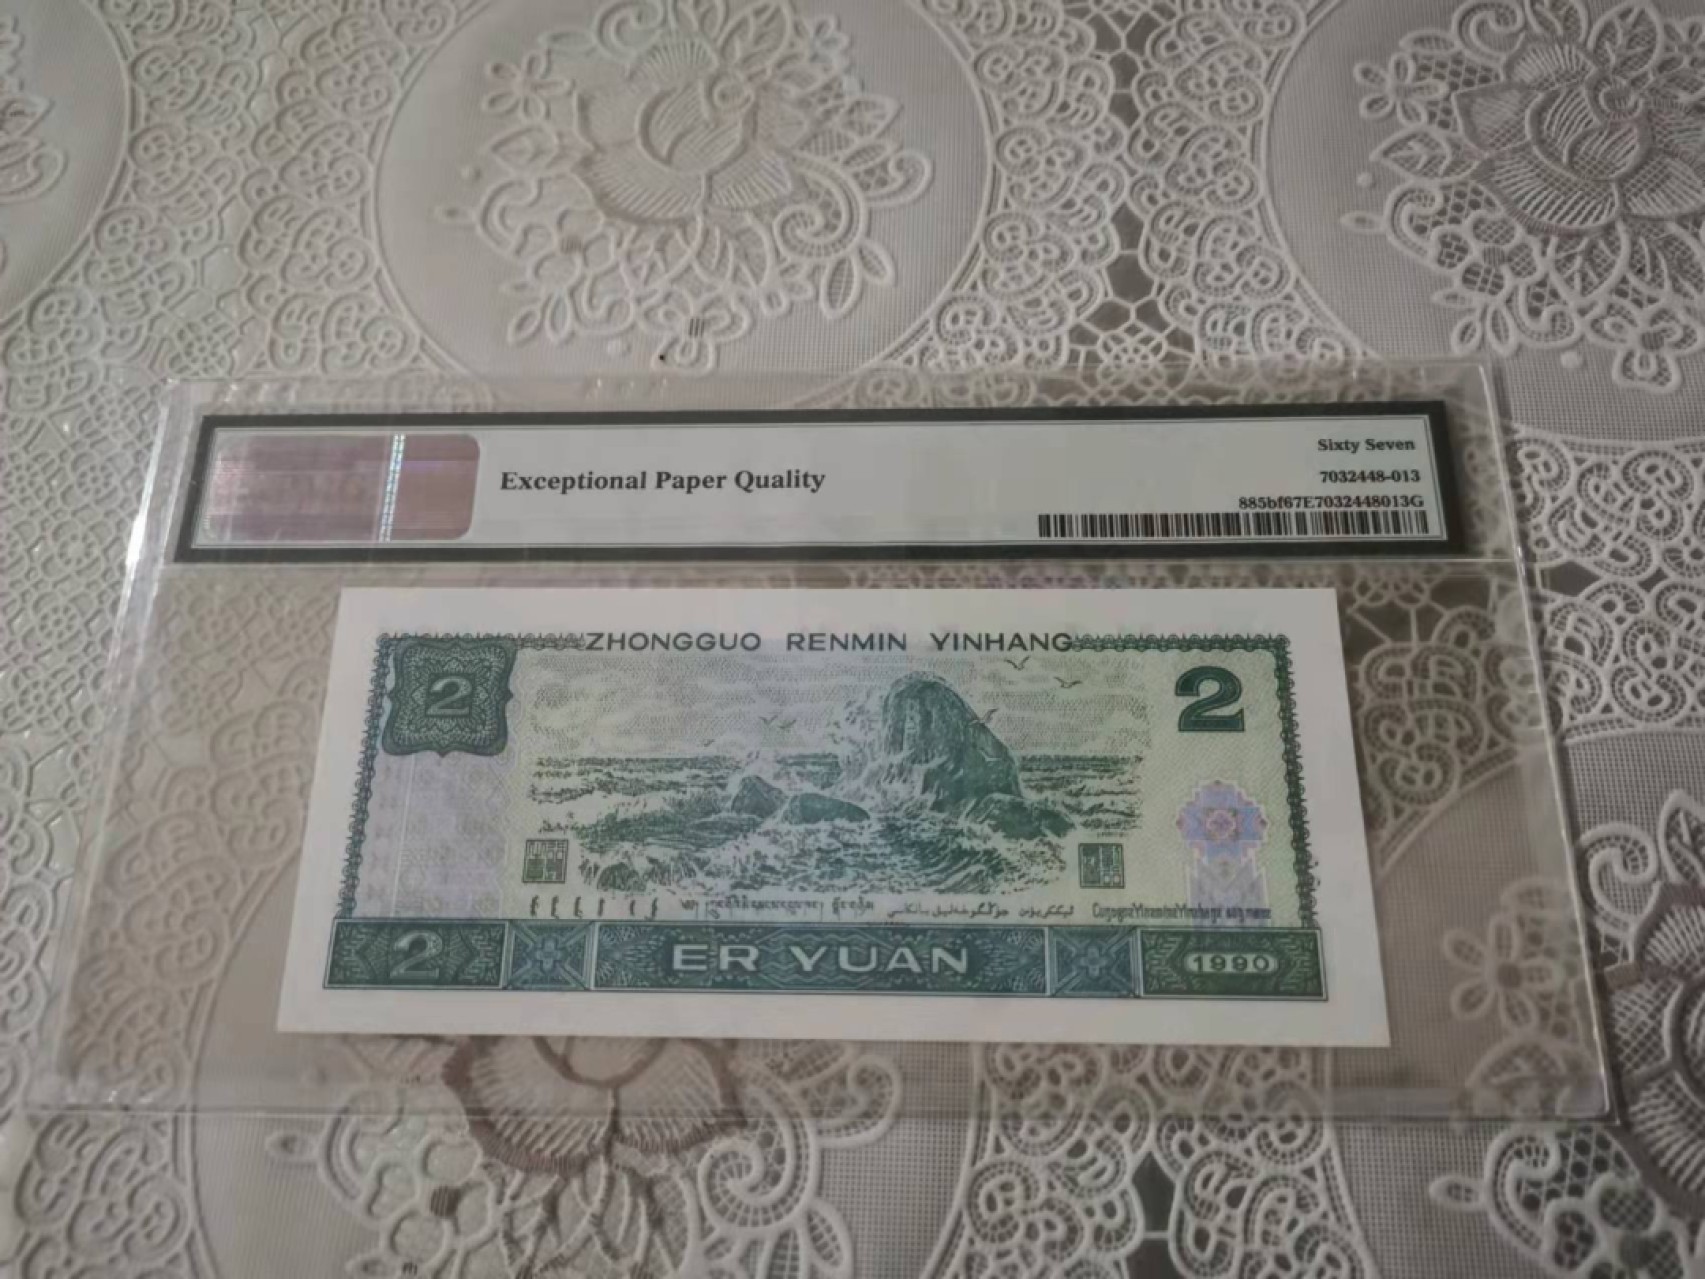 Sixty Seven
Exceptional Paper Quality
7032448-013
885bf67E7032448013G
ZHONGGUO RENMIN YINHANG
2
2
2
ER YUAN
1990